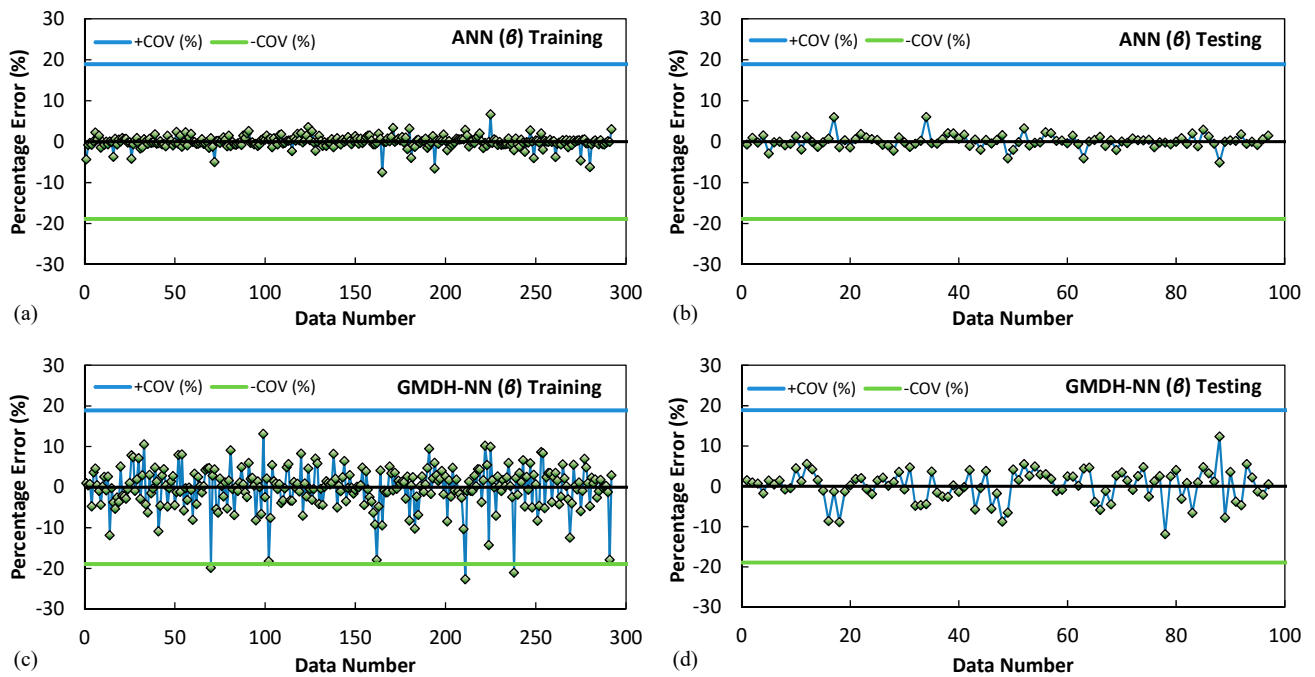 ANN (β) Training
+COV (%) -COV (%)
Percentage Error (%)
30
20
10
0
-10
-20
-30
0 50 100 150 200 250 300
Data Number
(a)
ANN (β) Testing
+COV (%) -COV (%)
Percentage Error (%)
30
20
10
0
-10
-20
-30
0 20 40 60 80 100
Data Number
(b)
GMDH-NN (β) Training
+COV (%) -COV (%)
Percentage Error (%)
30
20
10
0
-10
-20
-30
0 50 100 150 200 250 300
Data Number
(c)
GMDH-NN (β) Testing
+COV (%) -COV (%)
Percentage Error (%)
30
20
10
0
-10
-20
-30
0 20 40 60 80 100
Data Number
(d)